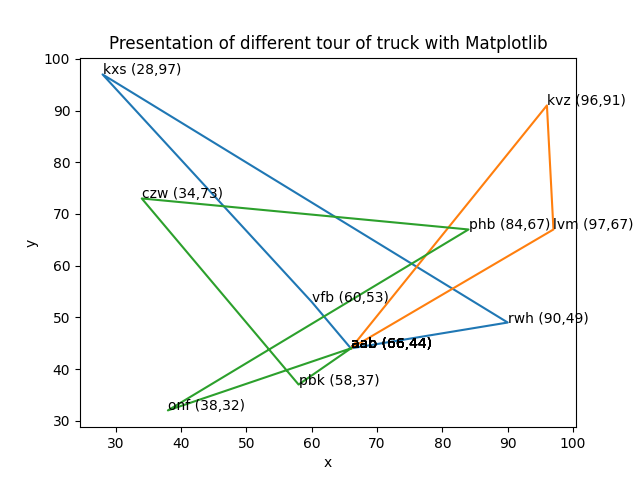 Presentation of different tour of truck with Matplotlib
100
90
80
70
60
50
40
30
y
kxs (28,97)
kvz (96,91)
czw (34,73)
phb (84,67)
lvm (97,67)
vfb (60,53)
rwh (90,49)
aab (66,44)
pbk (58,37)
onf (38,32)
30 40 50 60 70 80 90 100
x